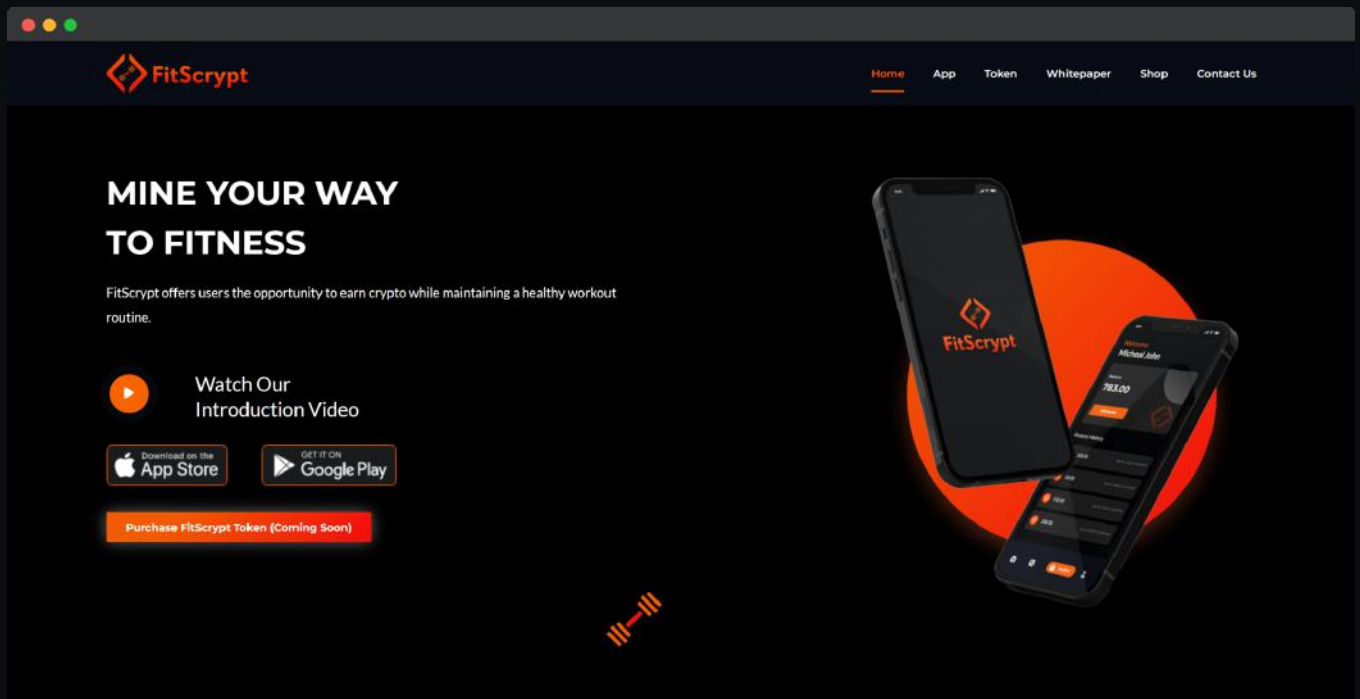 FitScrypt
Home App Token Whitepaper Shop Contact Us
MINE YOUR WAY
TO FITNESS
FitScrypt offers users the opportunity to earn crypto while maintaining a healthy workout
routine.
Watch Our
Introduction Video
Download on the
App Store
GET IT ON
Google Play
Purchase FitScrypt Token (Coming Soon)
FitScrypt
Welcome
Micheal John
783.00